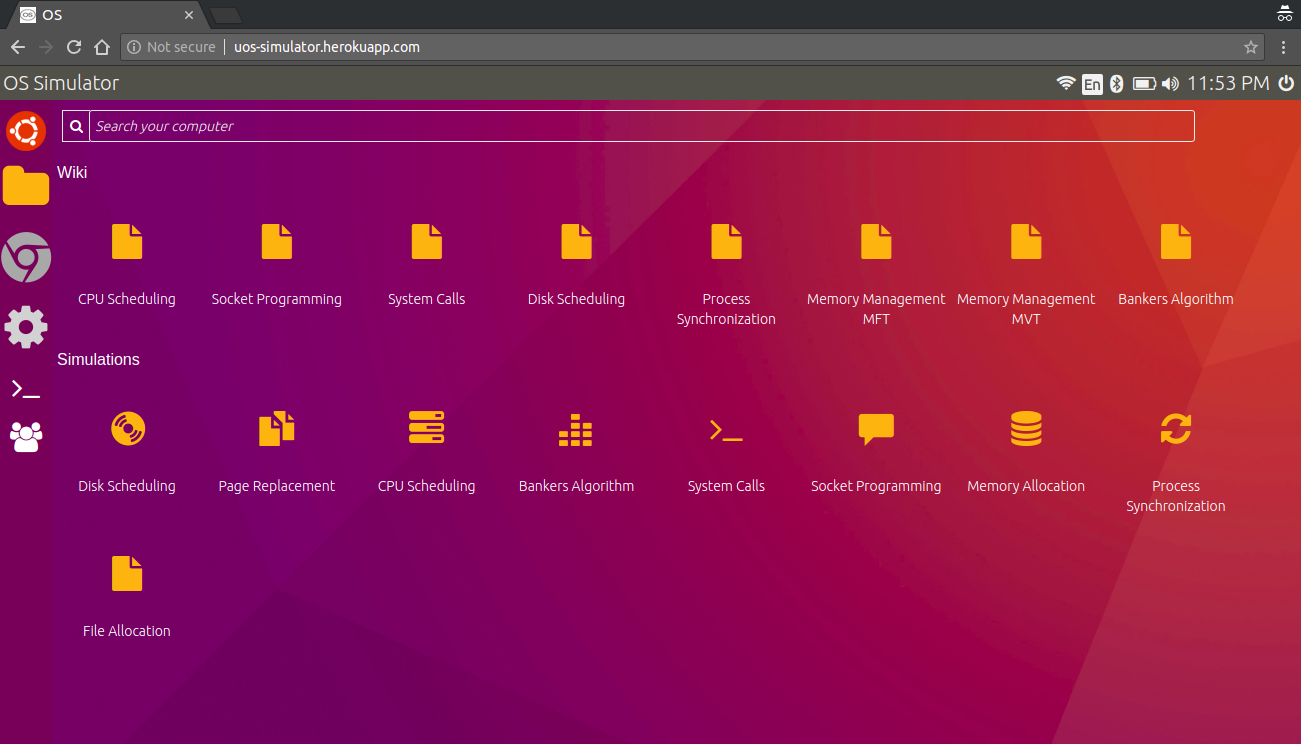 OS
Not secure | uos-simulator.herokuapp.com
OS Simulator En 11:53 PM
Search your computer
Wiki
CPU Scheduling Socket Programming System Calls Disk Scheduling Process Synchronization Memory Management MFT Memory Management MVT Bankers Algorithm
Simulations
Disk Scheduling Page Replacement CPU Scheduling Bankers Algorithm System Calls Socket Programming Memory Allocation Process Synchronization
File Allocation